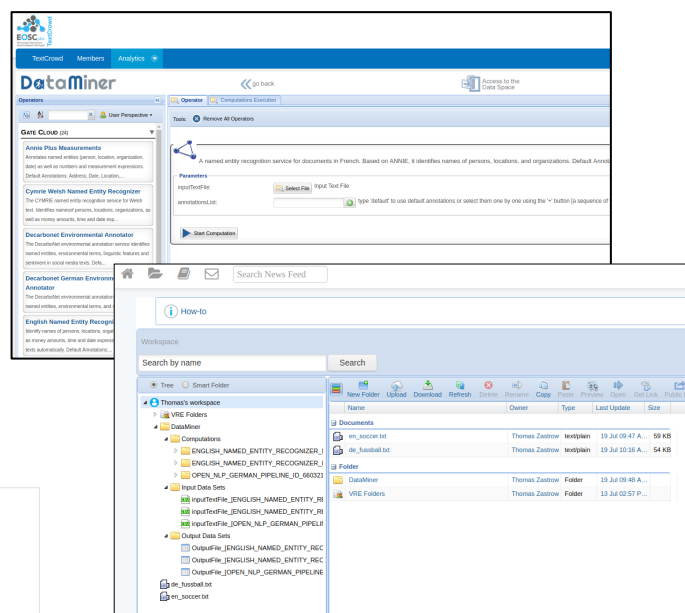 EOSC
TextCrowd
TextCrowd Members Analytics
DataMiner
go back
Access to the
Data Space
Operators
Operator Computations Execution
User Perspective
Tools: Remove All Operators
GATE CLOUD (24)
Annie Plus Measurements
Annotates named entities (person, location, organization,
date) as well as numbers and measurement expressions.
Default Annotations: Address, Date, Location,...
A named entity recognition service for documents in French. Based on ANNIE, it identifies names of persons, locations, and organizations. Default Annot
Parameters
inputTextFile: Select File Input Text File
annotationsList: type 'default' to use default annotations or select them one by one using the '+' button [a sequence of
Start Computation
Cymrie Welsh Named Entity Recognizer
The CYMRIE named entity recognition service for Welsh
text. Identifies namesof persons, locations, organizations, as
well as money amounts, time and date exp...
Decarbonet Environmental Annotator
The DecarboNet environmental annotation service identifies
named entities, environmental terms, linguistic features and
sentiment in social media texts. Defa...
Decarbonet German Environm
Annotator
The DecarboNet environmental annotation
named entities, environmental terms, and
English Named Entity Recogni
Identify names of persons, locations, organ
as money amounts, time and date express
texts automatically. Default Annotations:...
Search News Feed
How-to
Workspace
Search by name Search
Tree Smart Folder
New Folder Upload Download Refresh Delete Rename Copy Paste Preview Open Get Link Public
Name Owner Type Last Update Size
Thomas's workspace
VRE Folders
DataMiner
Computations
ENGLISH_NAMED_ENTITY_RECOGNIZER_I
ENGLISH_NAMED_ENTITY_RECOGNIZER_I
OPEN_NLP_GERMAN_PIPELINE_ID_660321
Input Data Sets
inputTextFile_[ENGLISH_NAMED_ENTITY_RE
inputTextFile_[ENGLISH_NAMED_ENTITY_RE
inputTextFile_[OPEN_NLP_GERMAN_PIPELIN
Output Data Sets
OutputFile_[ENGLISH_NAMED_ENTITY_REC
OutputFile_[ENGLISH_NAMED_ENTITY_REC
OutputFile_[OPEN_NLP_GERMAN_PIPELINE
de_fussball.txt
en_soccer.txt
Documents
en_soccer.txt Thomas Zastrow text/plain 19 Jul 09:47 A... 59 KB
de_fussball.txt Thomas Zastrow text/plain 19 Jul 10:16 A... 54 KB
Folder
DataMiner Thomas Zastrow Folder 19 Jul 09:48 A...
VRE Folders Thomas Zastrow Folder 13 Jul 02:57 P...